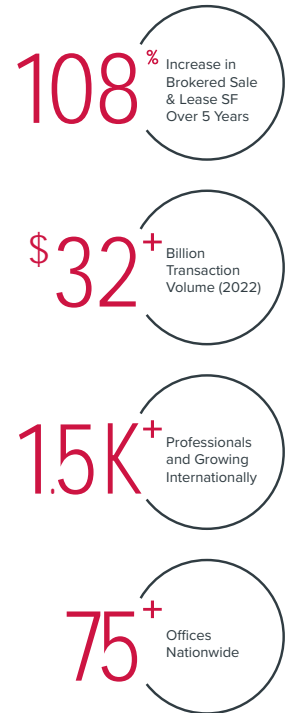 108%
Increase in
Brokered Sale
& Lease SF
Over 5 Years
$32+
Billion
Transaction
Volume (2022)
1.5K+
Professionals
and Growing
Internationally
75+
Offices
Nationwide